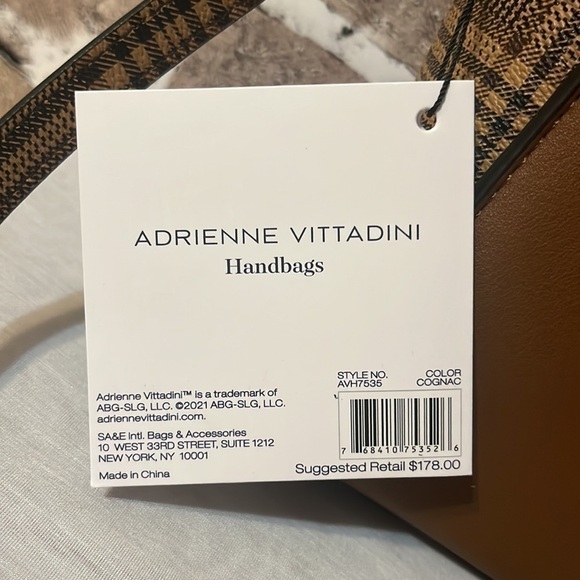 ADRIENNE VITTADINI
Handbags
Adrienne Vittadini™ is a trademark of
ABG-SLG, LLC. ©2021 ABG-SLG, LLC.
adriennevittadini.com.
SA&E intl. Bags & Accessories
10 WEST 33RD STREET, SUITE 1212
NEW YORK, NY 10001
Made in China
STYLE NO. COLOR
AVH7535 COGNAC
7 68410 75352 6
Suggested Retail $178.00